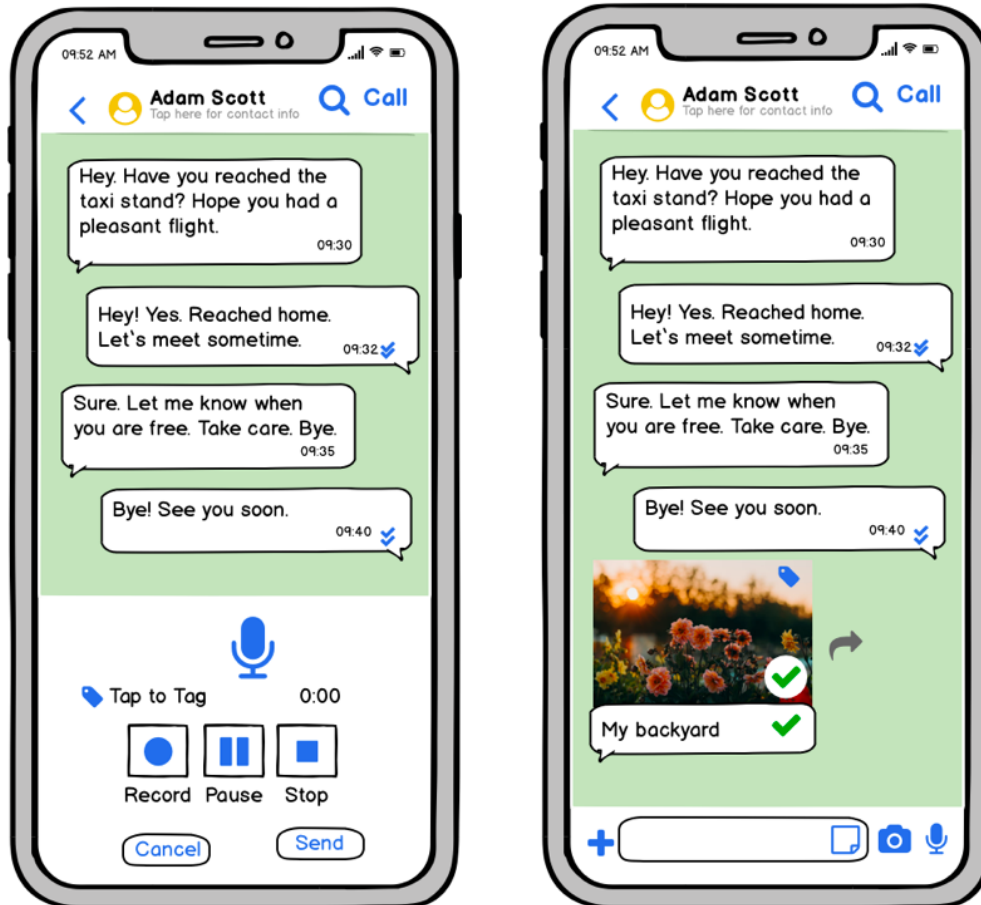 09:52 AM
Adam Scott
Tap here for contact info
Call
Hey. Have you reached the
taxi stand? Hope you had a
pleasant flight.
09:30
Hey! Yes. Reached home.
Let`s meet sometime.
09:32
Sure. Let me know when
you are free. Take care. Bye.
09:35
Bye! See you soon.
09:40
Tap to Tag
0:00
Record
Pause
Stop
Cancel
Send
09:52 AM
Adam Scott
Tap here for contact info
Call
Hey. Have you reached the
taxi stand? Hope you had a
pleasant flight.
09:30
Hey! Yes. Reached home.
Let`s meet sometime.
09:32
Sure. Let me know when
you are free. Take care. Bye.
09:35
Bye! See you soon.
09:40
My backyard